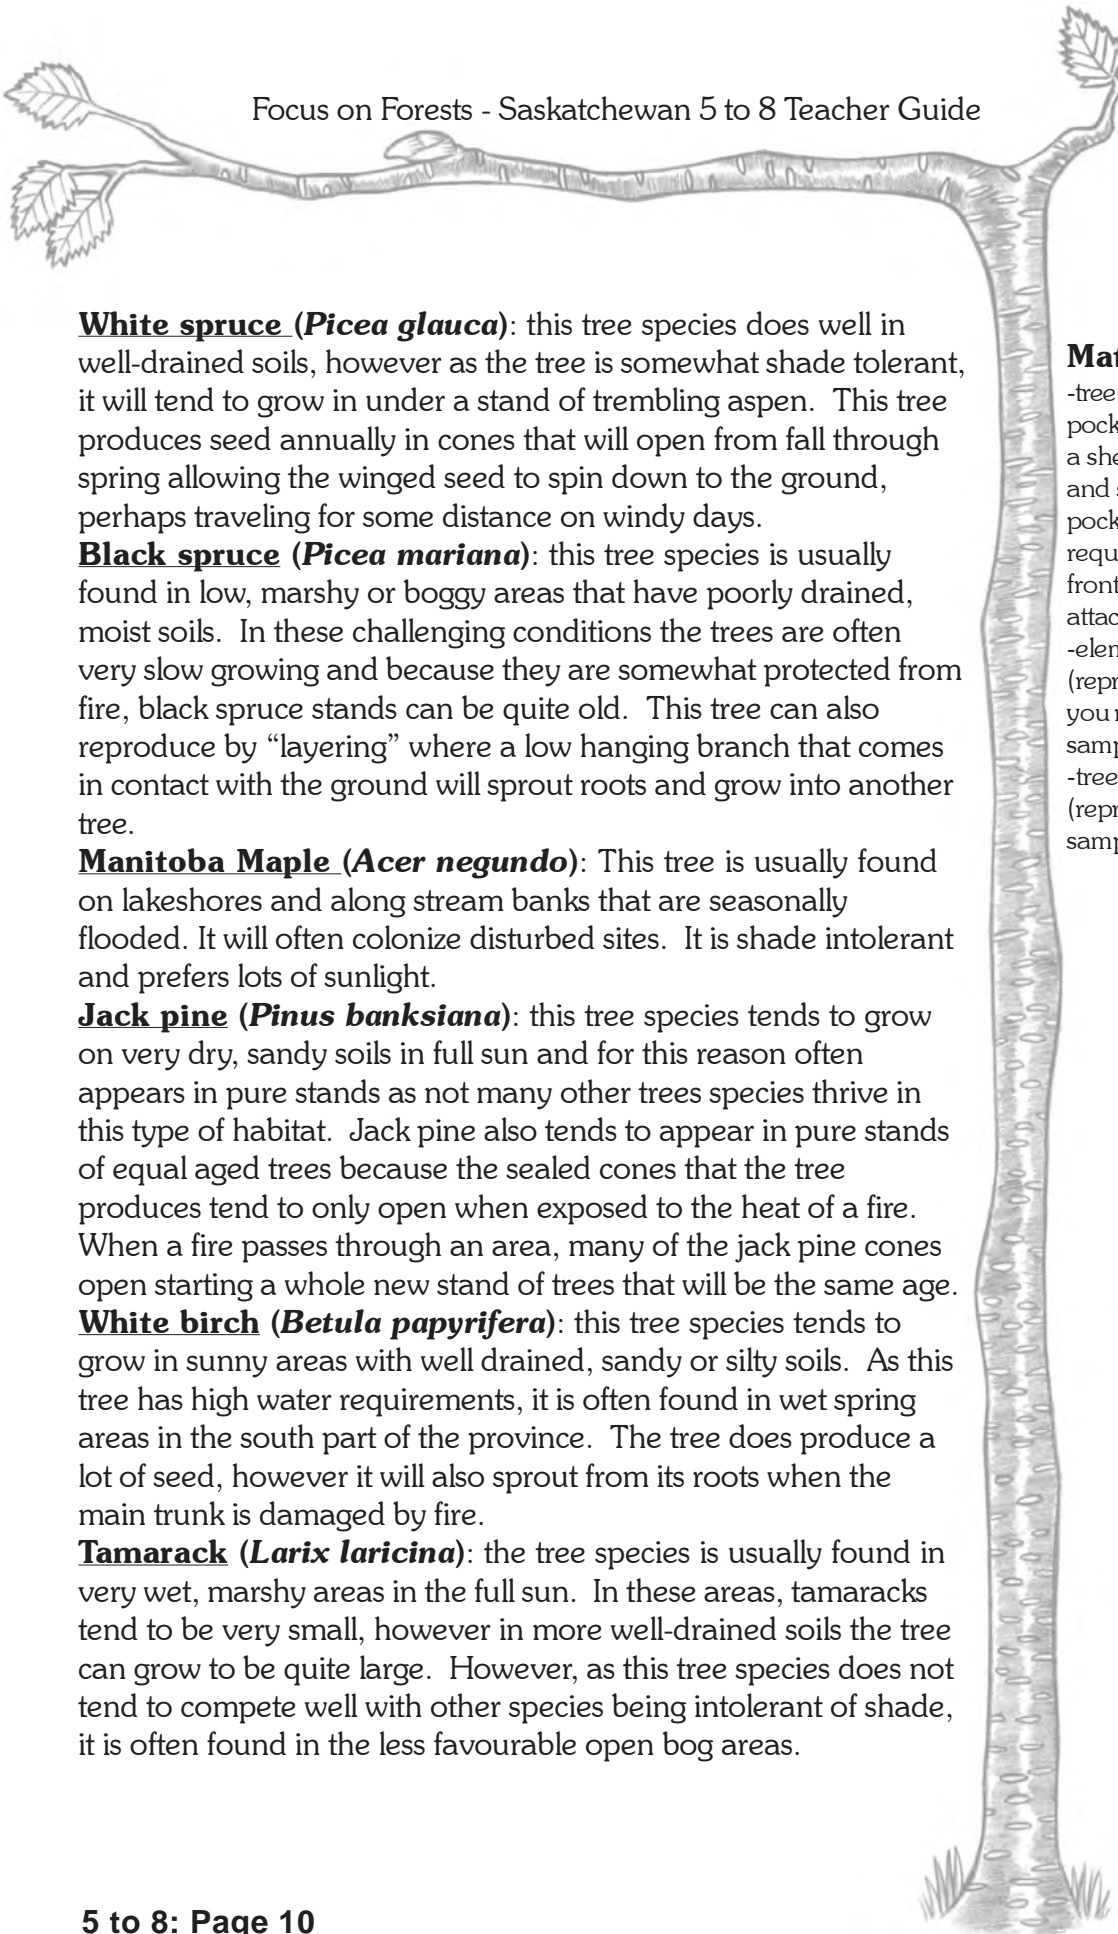 Focus on Forests - Saskatchewan 5 to 8 Teacher Guide
White spruce (Picea glauca): this tree species does well in
well-drained soils, however as the tree is somewhat shade tolerant,
it will tend to grow in under a stand of trembling aspen.  This tree
produces seed annually in cones that will open from fall through
spring allowing the winged seed to spin down to the ground,
perhaps traveling for some distance on windy days.
Black spruce (Picea mariana): this tree species is usually
found in low, marshy or boggy areas that have poorly drained,
moist soils.  In these challenging conditions the trees are often
very slow growing and because they are somewhat protected from
fire, black spruce stands can be quite old.  This tree can also
reproduce by “layering” where a low hanging branch that comes
in contact with the ground will sprout roots and grow into another
tree.
Manitoba Maple (Acer negundo): This tree is usually found
on lakeshores and along stream banks that are seasonally
flooded. It will often colonize disturbed sites.  It is shade intolerant
and prefers lots of sunlight.
Jack pine (Pinus banksiana): this tree species tends to grow
on very dry, sandy soils in full sun and for this reason often
appears in pure stands as not many other trees species thrive in
this type of habitat.  Jack pine also tends to appear in pure stands
of equal aged trees because the sealed cones that the tree
produces tend to only open when exposed to the heat of a fire.
When a fire passes through an area, many of the jack pine cones
open starting a whole new stand of trees that will be the same age.
White birch (Betula papyrifera): this tree species tends to
grow in sunny areas with well drained, sandy or silty soils.  As this
tree has high water requirements, it is often found in wet spring
areas in the south part of the province.  The tree does produce a
lot of seed, however it will also sprout from its roots when the
main trunk is damaged by fire.
Tamarack (Larix laricina): the tree species is usually found in
very wet, marshy areas in the full sun.  In these areas, tamaracks
tend to be very small, however in more well-drained soils the tree
can grow to be quite large.  However, as this tree species does not
tend to compete well with other species being intolerant of shade,
it is often found in the less favourable open bog areas.
5 to 8: Page 10
-tree
a
and
you
-tree